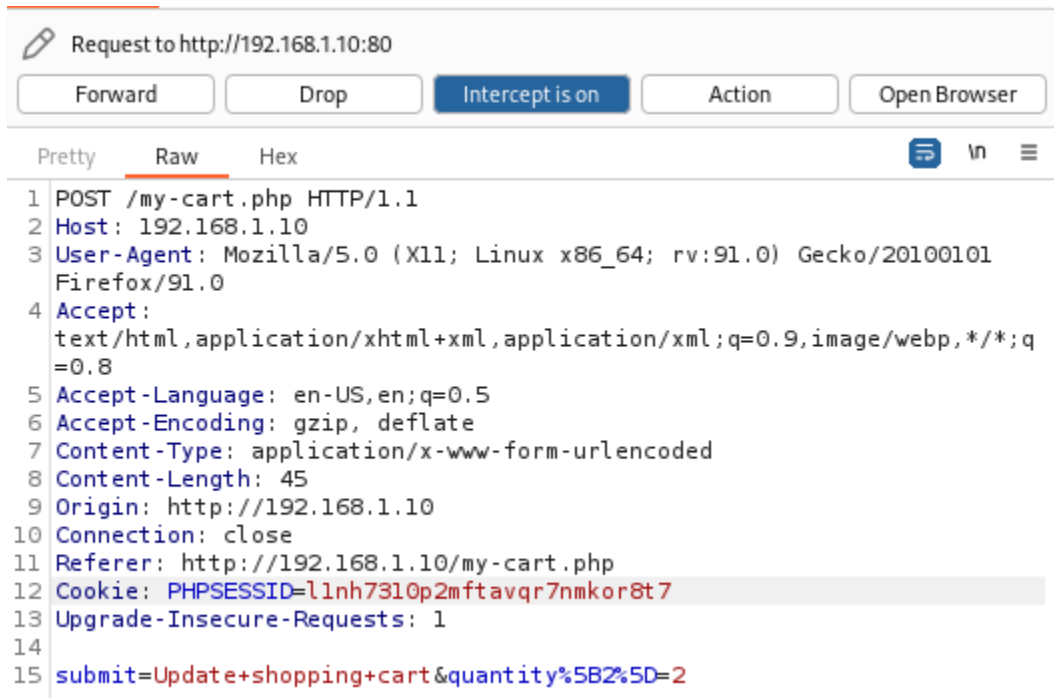 Request to http://192.168.1.10:80
Forward Drop Intercept is on Action Open Browser
Pretty Raw Hex \n
1 POST /my-cart.php HTTP/1.1
2 Host: 192.168.1.10
3 User-Agent: Mozilla/5.0 (X11; Linux x86_64; rv:91.0) Gecko/20100101
Firefox/91.0
4 Accept:
text/html,application/xhtml+xml,application/xml;q=0.9,image/webp,*/*;q
=0.8
5 Accept-Language: en-US,en;q=0.5
6 Accept-Encoding: gzip, deflate
7 Content-Type: application/x-www-form-urlencoded
8 Content-Length: 45
9 Origin: http://192.168.1.10
10 Connection: close
11 Referer: http://192.168.1.10/my-cart.php
12 Cookie: PHPSESSID=l1nh73l0p2mftavqr7nmkor8t7
13 Upgrade-Insecure-Requests: 1
14
15 submit=Update+shopping+cart&quantity%5B2%5D=2